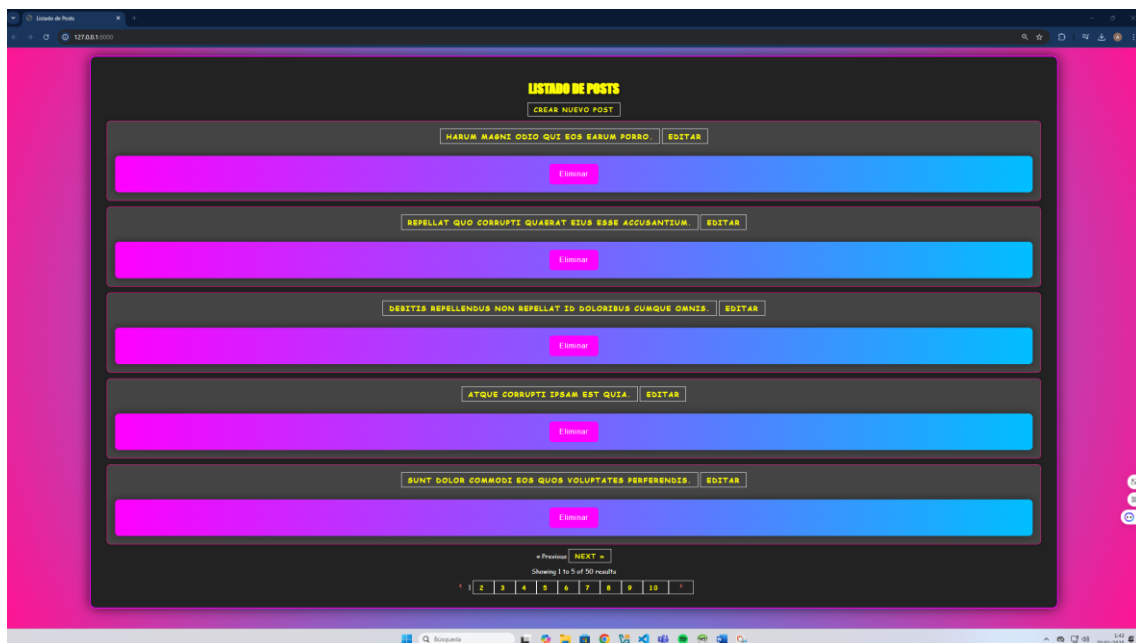 Listado de Posts
127.0.0.1:8000
LISTADO DE POSTS
CREAR NUEVO POST
HARUM MAGNI ODIO QUI EOS EARUM PORRO. EDITAR
Eliminar
REPELLAT QUO CORRUPTI QUAERAT EIUS ESSE ACCUSANTIUM. EDITAR
Eliminar
DEBITIS REPELLENDUS NON REPELLAT ID DOLORIBUS CUMQUE OMNIS. EDITAR
Eliminar
ATQUE CORRUPTI IPSAM EST QUIA. EDITAR
Eliminar
SUNT DOLOR COMMODI EOS QUOS VOLUPTATES PERFERENDIS. EDITAR
Eliminar
« Previous NEXT »
Showing 1 to 5 of 50 results
‹ 1 2 3 4 5 6 7 8 9 10 ›
Búsqueda
1:42